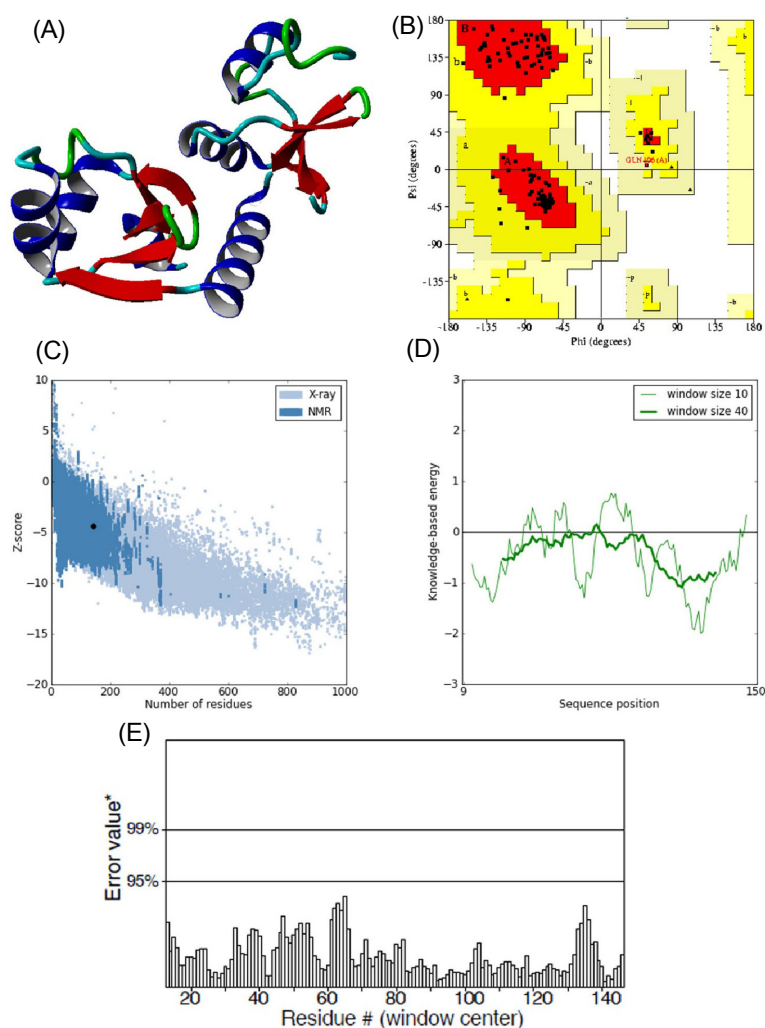 (A)
(B)
180
135
90
45
0
-45
-90
-135
-180
-135
-90
-45
0
45
90
135
180
Psi (degrees)
Phi (degrees)
B
b
-b
-b
-l
l
a
A
-a
b
-b
-p
p
-b
(C)
10
5
0
−5
−10
−15
−20
0
200
400
600
800
1000
Z-score
Number of residues
X-ray
NMR
(D)
3
2
1
0
−1
−2
−3
9
150
Knowledge-based energy
Sequence position
window size 10
window size 40
(E)
99%
95%
Error value*
20
40
60
80
100
120
140
Residue # (window center)